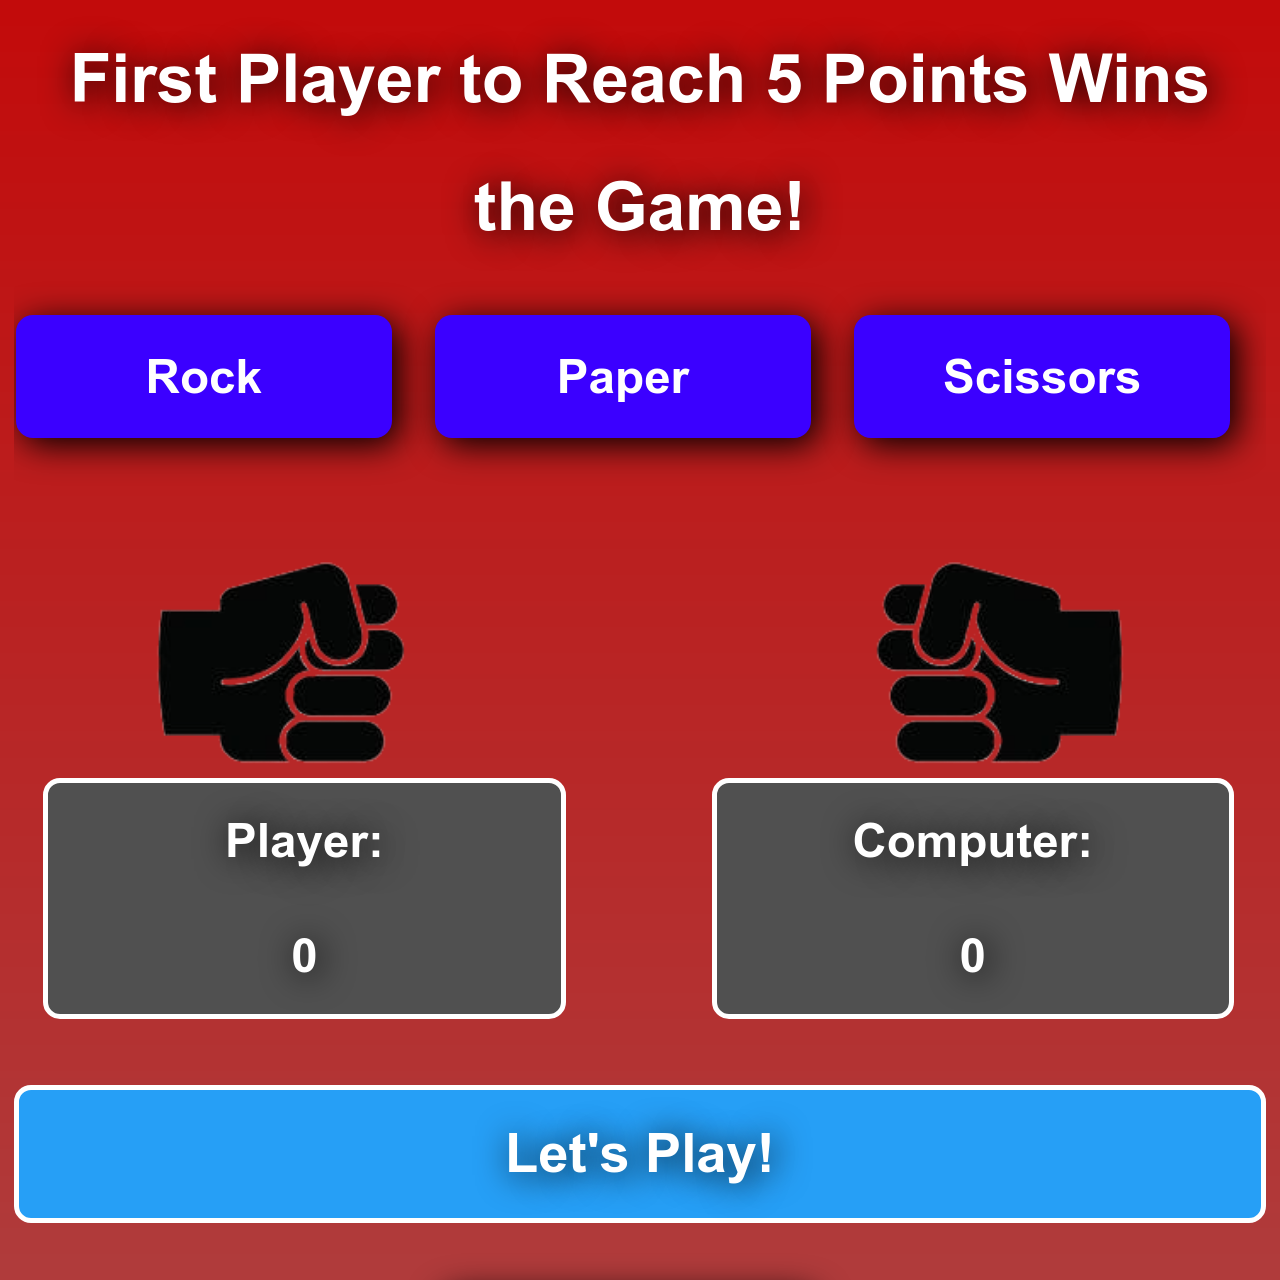 First Player to Reach 5 Points Wins
the Game!
Rock
Paper
Scissors
Player:
0
Computer:
0
Let's Play!